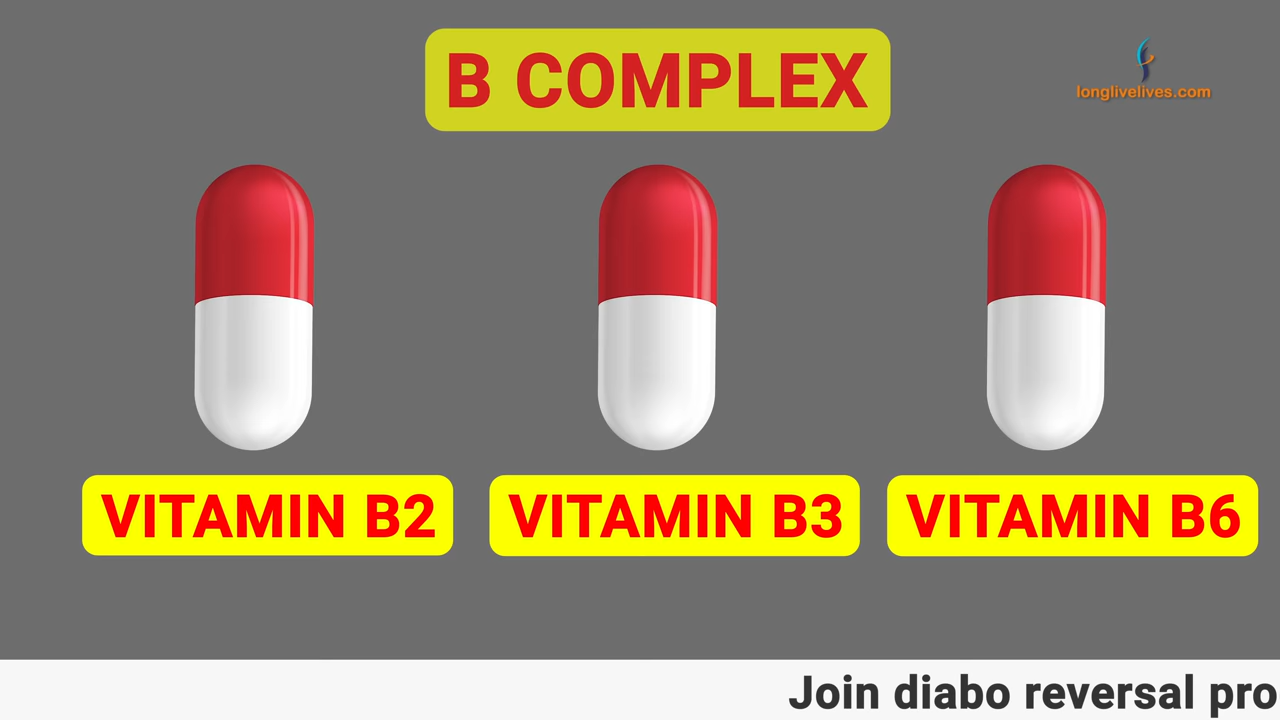 B COMPLEX
longlivelives.com
VITAMIN B2
VITAMIN B3
VITAMIN B6
Join diabo reversal pro